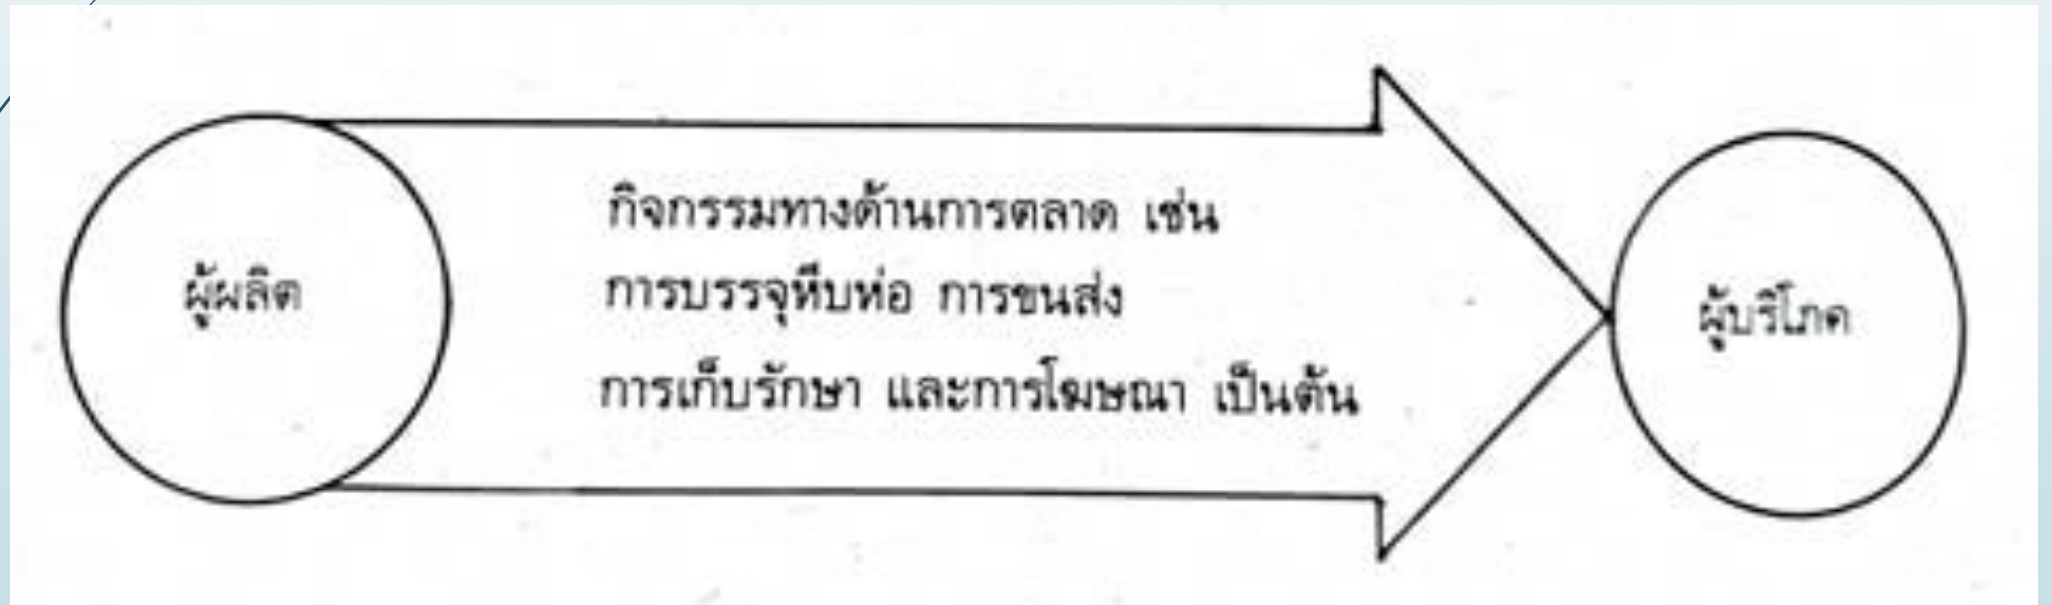 ผู้ผลิต
กิจกรรมทางด้านการตลาด เช่น
การบรรจุหีบห่อ การขนส่ง
การเก็บรักษา และการโฆษณา เป็นต้น
ผู้บริโภค